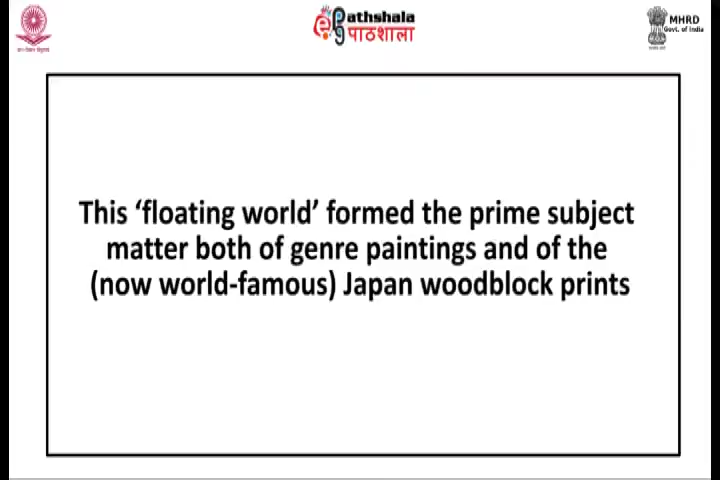 ePathshala
पाठशाला
MHRD
Govt. of India
This ‘floating world’ formed the prime subject
matter both of genre paintings and of the
(now world-famous) Japan woodblock prints